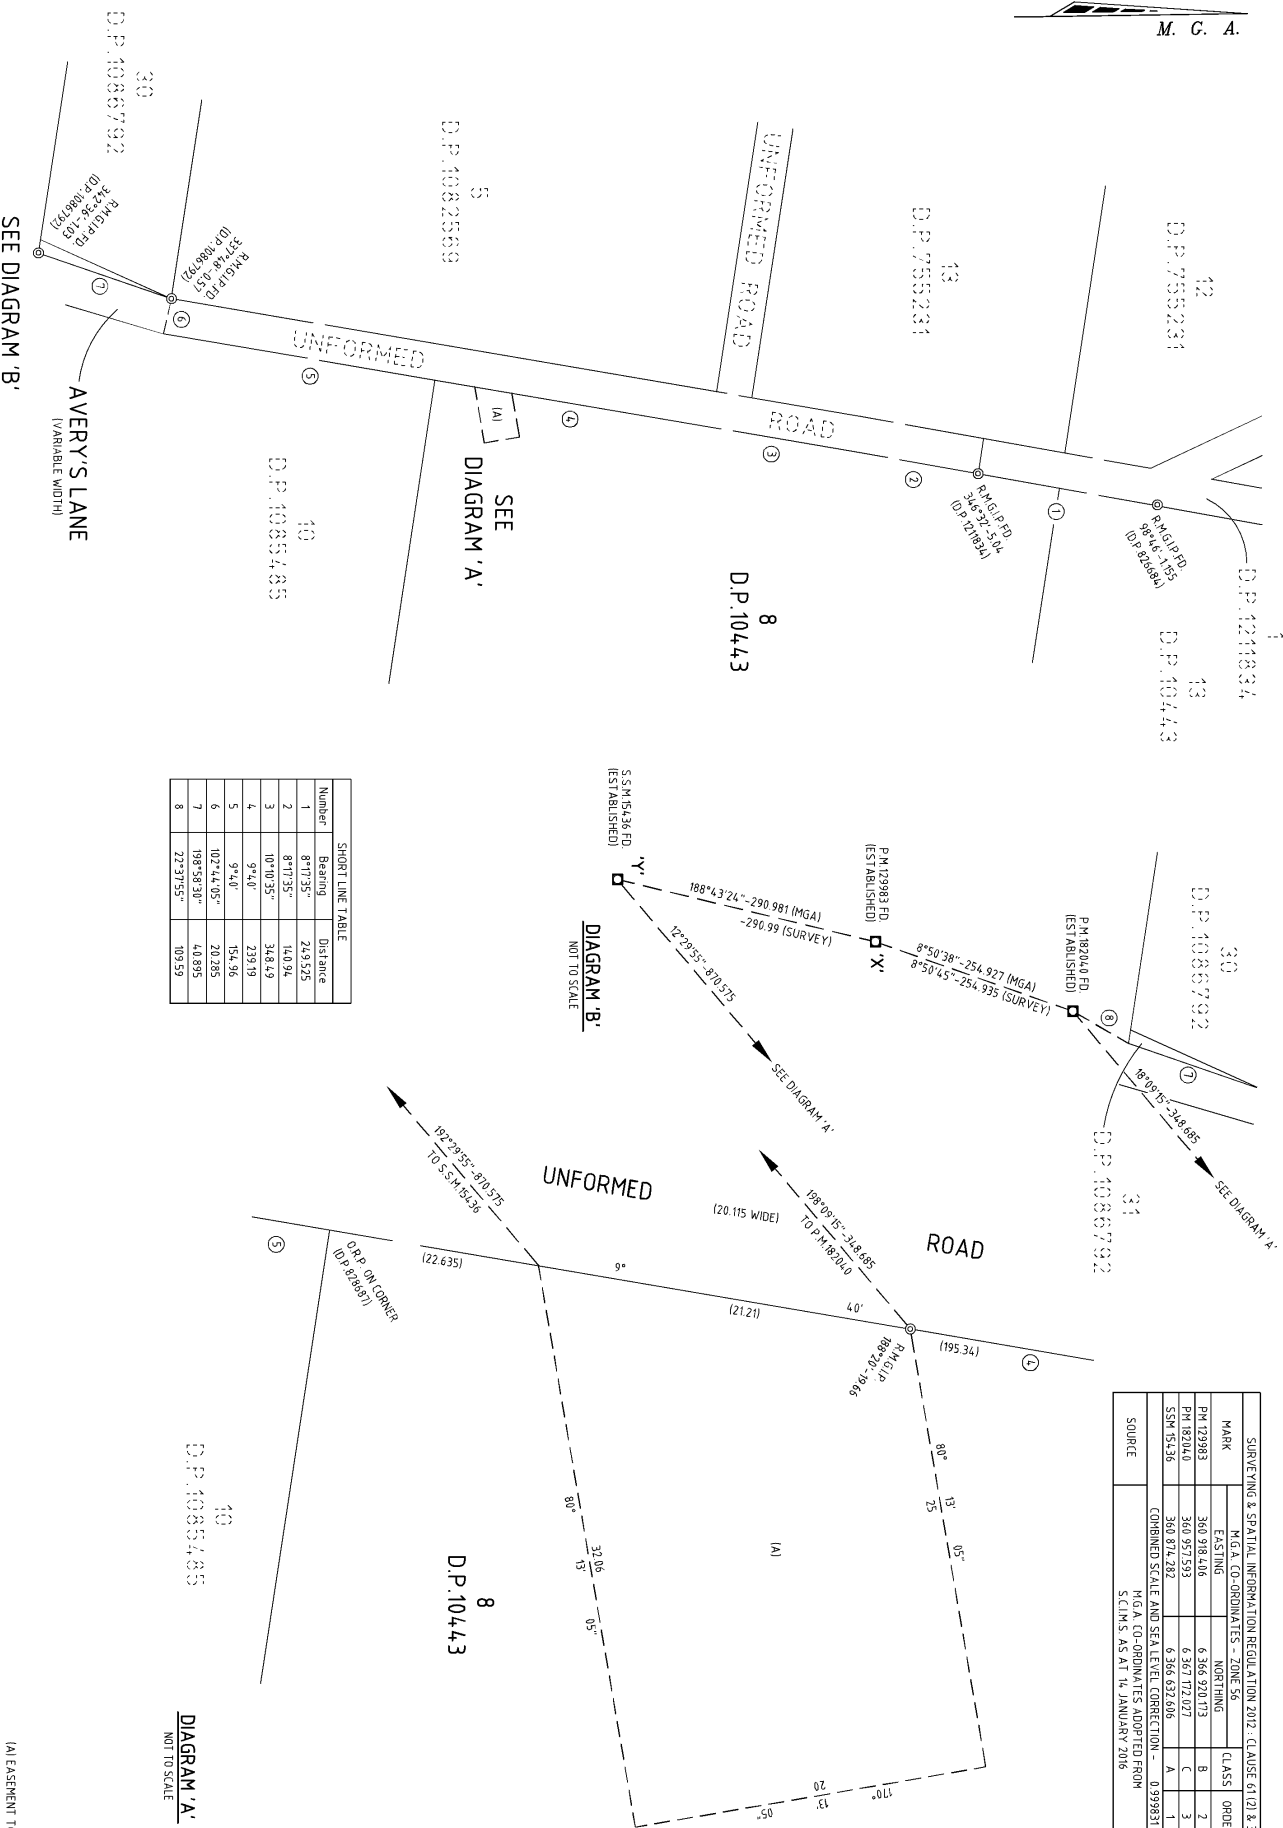 M. G. A.
30
D.P.1086792
5
D.P.1082569
UNFORMED ROAD
13
D.P.755231
12
D.P.755231
R.M.G.I.P.FD.
342°36'-1.03
(D.P.1086792)
R.M.G.I.P.FD.
337°48'-0.57
(D.P.1086792)
7
6
SEE DIAGRAM 'B'
AVERY'S LANE
(VARIABLE WIDTH)
UNFORMED
5
(A)
4
ROAD
3
2
1
R.M.G.I.P.FD.
346°32'-5.04
(D.P.1211834)
R.M.G.I.P.FD.
98°46'-1.155
(D.P.826684)
10
D.P.1085485
SEE
DIAGRAM 'A'
8
D.P.10443
1
D.P.1211834
13
D.P.10443
SHORT LINE TABLE
Number Bearing Distance
1 8°17'35" 249.525
2 8°17'35" 140.94
3 10°10'35" 348.49
4 9°40' 239.19
5 9°40' 154.96
6 102°44'05" 20.285
7 198°58'30" 40.895
8 22°37'55" 109.59
S.S.M.15436 FD.
(ESTABLISHED)
'Y'
188°43'24"-290.981 (MGA)
-290.99 (SURVEY)
P.M.129983 FD.
(ESTABLISHED)
'X'
8°50'38"-254.927 (MGA)
8°50'45"-254.935 (SURVEY)
P.M.182040 FD.
(ESTABLISHED)
8
7
30
D.P.1086792
12°29'55"-870.575
SEE DIAGRAM 'A'
18°09'15"-348.685
SEE DIAGRAM 'A'
31
D.P.1086792
DIAGRAM 'B'
NOT TO SCALE
192°29'55"-870.575
TO S.S.M.15436
UNFORMED
(20.115 WIDE)
198°09'15"-348.685
TO P.M.182040
ROAD
5
(22.635)
9°
(21.21)
40'
(195.34)
4
O.R.P. ON CORNER
(D.P.828687)
R.M.G.I.P.
188°20'-19.66
80° 13' 05"
25
(A)
80° 13' 05"
32.06
170° 13' 05"
20
10
D.P.1085485
8
D.P.10443
DIAGRAM 'A'
NOT TO SCALE
SURVEYING & SPATIAL INFORMATION REGULATION 2012 : CLAUSE 61 (2) &
MARK M.G.A. CO-ORDINATES - ZONE 56 CLASS ORDE
EASTING NORTHING
PM 129983 360 918.406 6 366 920.173 B 2
PM 182040 360 957.593 6 367 172.027 C 3
SSM 15436 360 874.282 6 366 632.606 A 1
COMBINED SCALE AND SEA LEVEL CORRECTION - 0.999831
SOURCE M.G.A. CO-ORDINATES ADOPTED FROM
S.C.I.M.S. AS AT 14 JANUARY 2016
(A) EASEMENT T